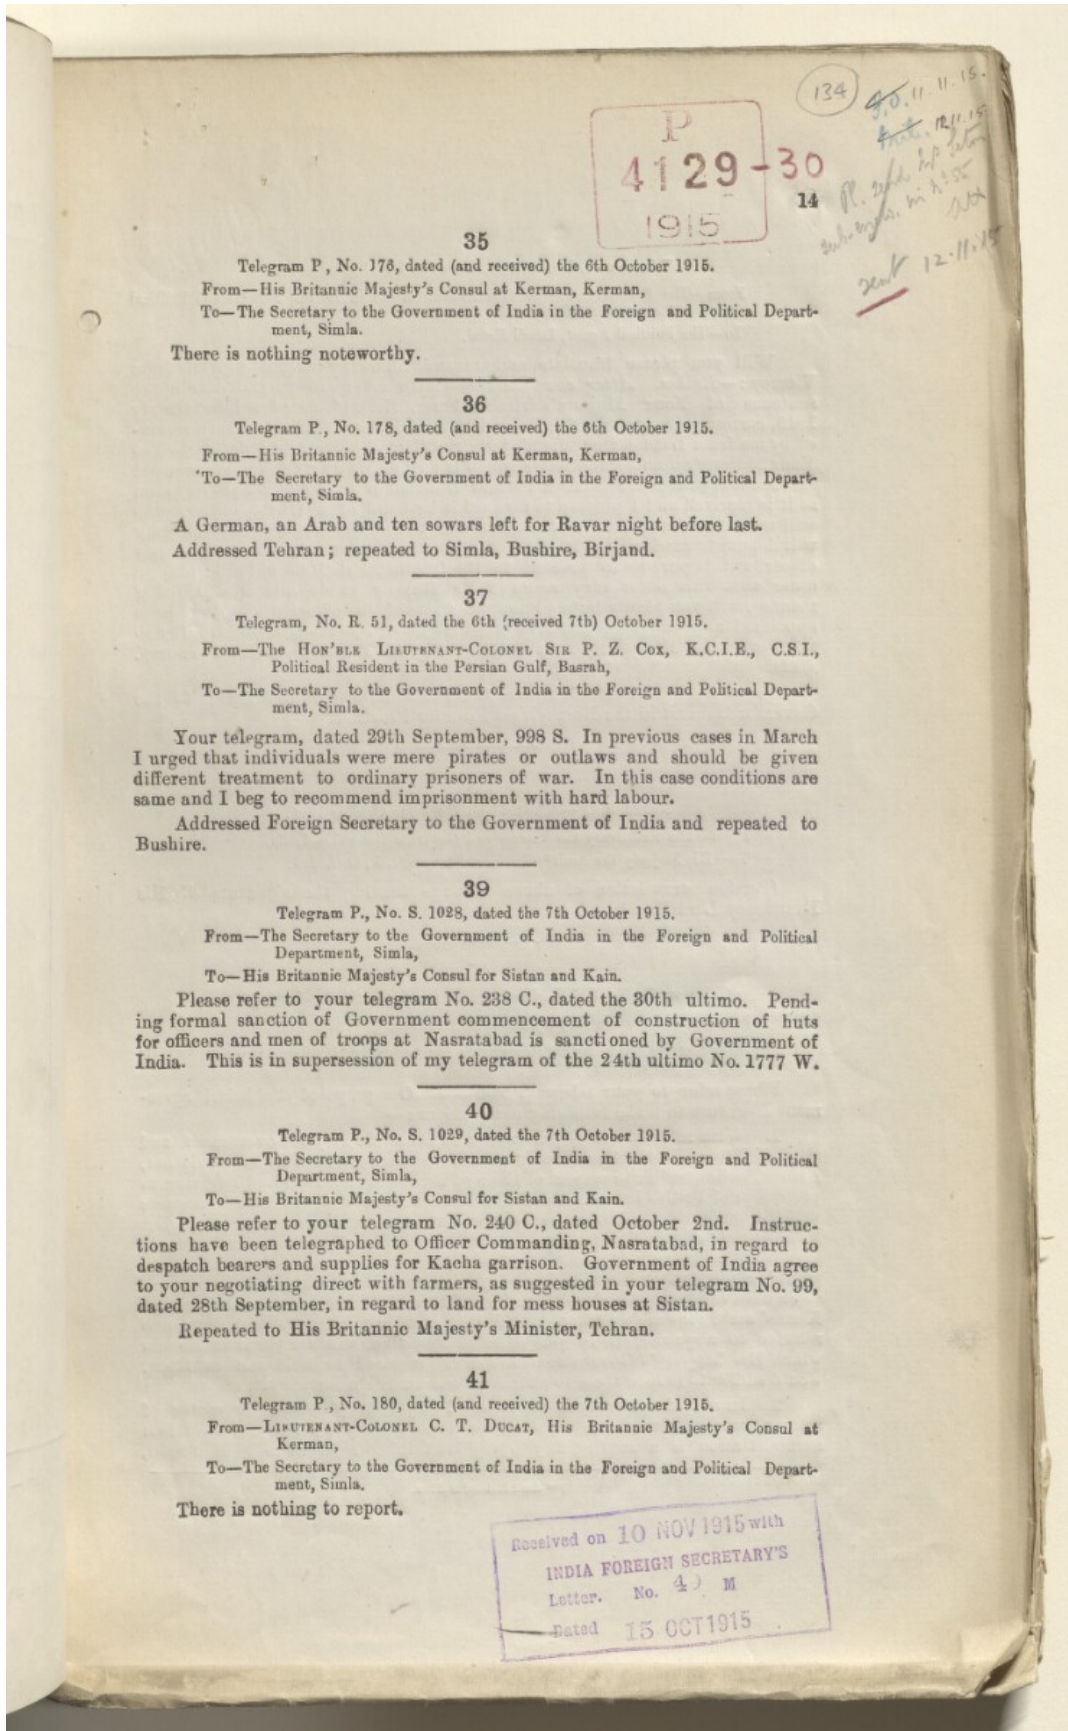 134
P
4129-30
1915
14
11.11.15.
12.11.15
sent 12.11.15
35
Telegram P, No. 176, dated (and received) the 6th October 1915.
From—His Britannic Majesty's Consul at Kerman, Kerman,
To—The Secretary to the Government of India in the Foreign and Political Depart-
ment, Simla.
There is nothing noteworthy.
36
Telegram P., No. 178, dated (and received) the 6th October 1915.
From—His Britannic Majesty's Consul at Kerman, Kerman,
To—The Secretary to the Government of India in the Foreign and Political Depart-
ment, Simla.
A German, an Arab and ten sowars left for Ravar night before last.
Addressed Tehran; repeated to Simla, Bushire, Birjand.
37
Telegram, No. R. 51, dated the 6th (received 7th) October 1915.
From—The HON'BLE LIEUTENANT-COLONEL SIR P. Z. COX, K.C.I.E., C.S.I.,
Political Resident in the Persian Gulf, Basrah,
To—The Secretary to the Government of India in the Foreign and Political Depart-
ment, Simla.
Your telegram, dated 29th September, 998 S. In previous cases in March
I urged that individuals were mere pirates or outlaws and should be given
different treatment to ordinary prisoners of war. In this case conditions are
same and I beg to recommend imprisonment with hard labour.
Addressed Foreign Secretary to the Government of India and repeated to
Bushire.
39
Telegram P., No. S. 1028, dated the 7th October 1915.
From—The Secretary to the Government of India in the Foreign and Political
Department, Simla,
To—His Britannic Majesty's Consul for Sistan and Kain.
Please refer to your telegram No. 238 C., dated the 30th ultimo. Pend-
ing formal sanction of Government commencement of construction of huts
for officers and men of troops at Nasratabad is sanctioned by Government of
India. This is in supersession of my telegram of the 24th ultimo No. 1777 W.
40
Telegram P., No. S. 1029, dated the 7th October 1915.
From—The Secretary to the Government of India in the Foreign and Political
Department, Simla,
To—His Britannic Majesty's Consul for Sistan and Kain.
Please refer to your telegram No. 240 C., dated October 2nd. Instruc-
tions have been telegraphed to Officer Commanding, Nasratabad, in regard to
despatch bearers and supplies for Kacha garrison. Government of India agree
to your negotiating direct with farmers, as suggested in your telegram No. 99,
dated 28th September, in regard to land for mess houses at Sistan.
Repeated to His Britannic Majesty's Minister, Tehran.
41
Telegram P., No. 180, dated (and received) the 7th October 1915.
From—LIEUTENANT-COLONEL C. T. DUCAT, His Britannic Majesty's Consul at
Kerman,
To—The Secretary to the Government of India in the Foreign and Political Depart-
ment, Simla.
There is nothing to report.
Received on 10 NOV 1915 with
INDIA FOREIGN SECRETARY'S
Letter. No. M
Dated 15 OCT 1915